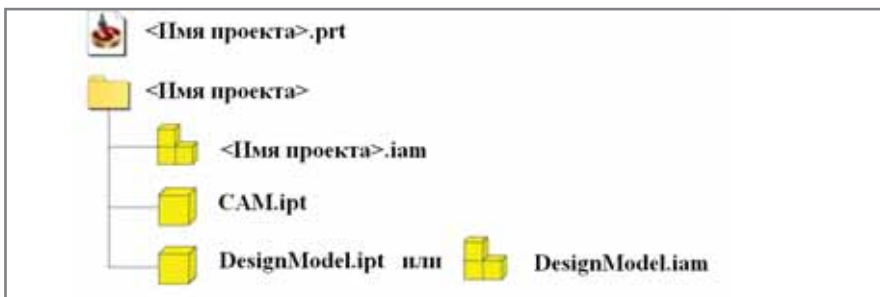 <Имя проекта>.prt
<Имя проекта>
<Имя проекта>.iam
CAM.ipt
DesignModel.ipt или DesignModel.iam